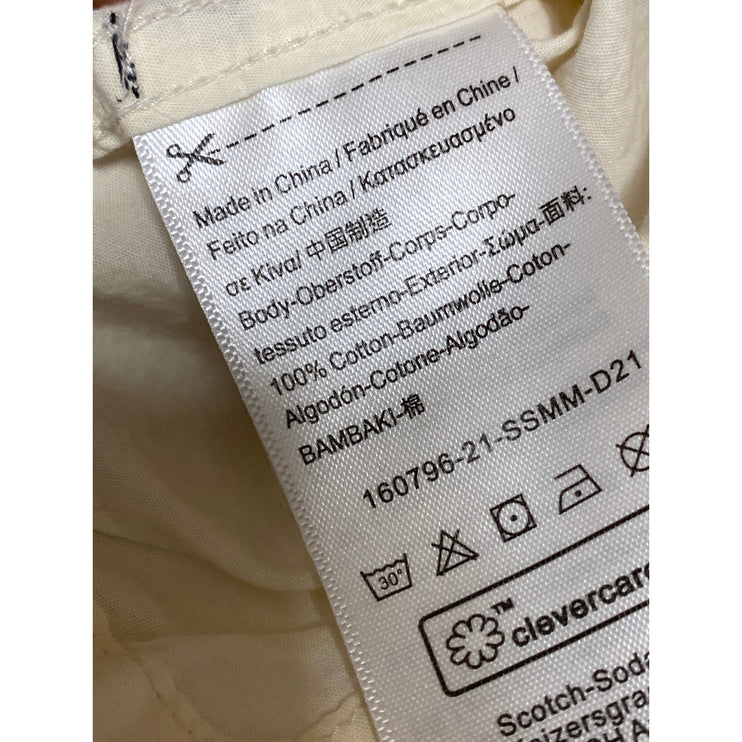 Made in China / Fabriqué en Chine /
Feito na China / Κατασκευασμένο
σε Κίνα/ 中国制造
Body-Oberstoff-Corps-Corpo-
tessuto esterno-Exterior-Σώμα-面料:
100% Cotton-Baumwolle-Coton-
Algodón-Cotone-Algodão-
BAMBAKI-棉
160796-21-SSMM-D21
30°
clevercare
TM
Scotch-Soda